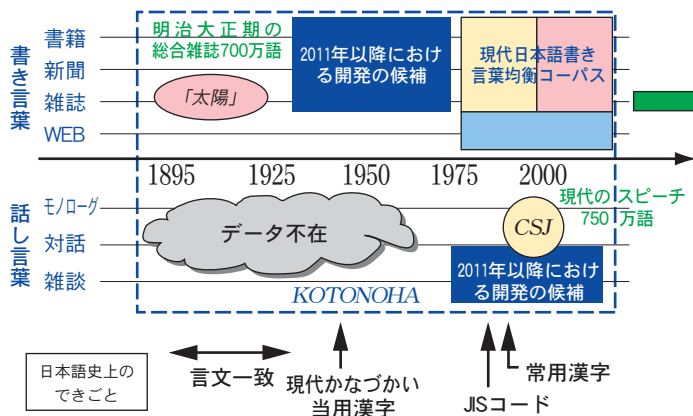 書き言葉
書籍
新聞
雑誌
WEB
明治大正期の
総合雑誌700万語
「太陽」
2011年以降におけ
る開発の候補
現代日本語書き
言葉均衡コーパス
1895
1925
1950
1975
2000
話し言葉
モノローグ
対話
雑談
データ不在
CSJ
現代のスピーチ
750万語
2011年以降におけ
る開発の候補
KOTONOHA
日本語史上の
できごと
言文一致
現代かなづかい
当用漢字
JISコード
常用漢字